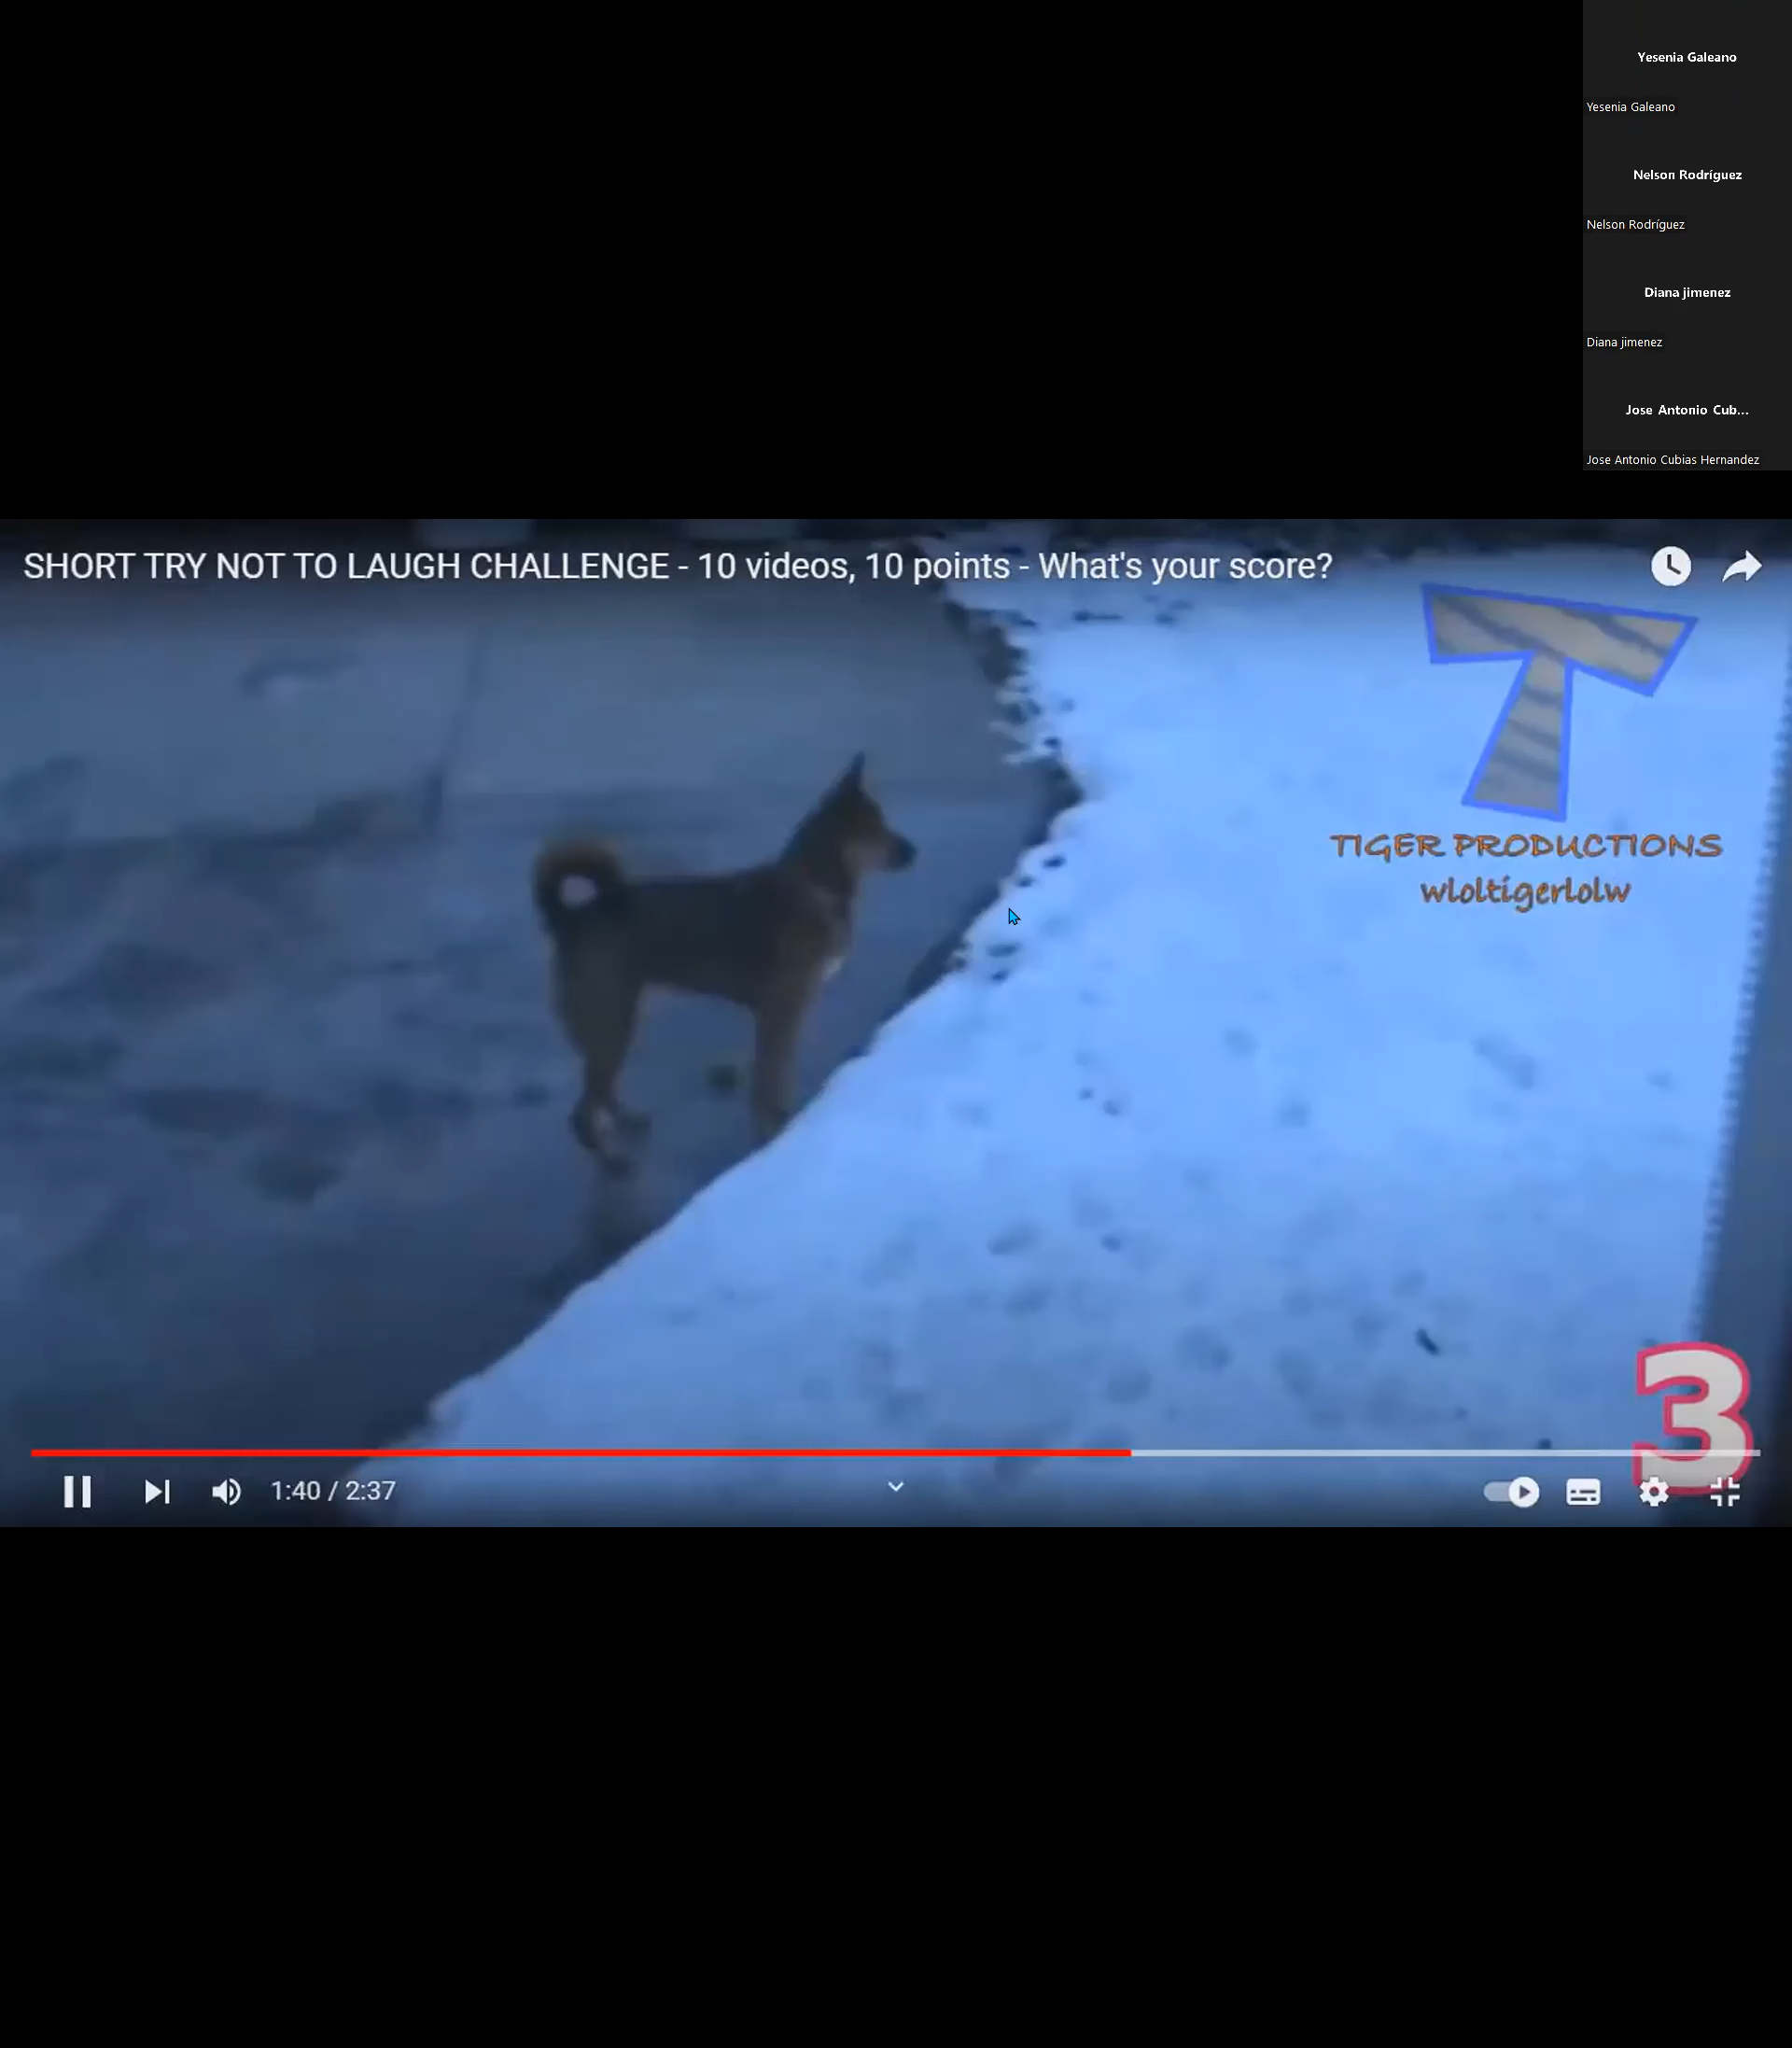 Yesenia Galeano
Yesenia Galeano
Nelson Rodríguez
Nelson Rodríguez
Diana jimenez
Diana jimenez
Jose Antonio Cub...
Jose Antonio Cubias Hernandez
SHORT TRY NOT TO LAUGH CHALLENGE - 10 videos, 10 points - What's your score?
T
TIGER PRODUCTIONS
wloltigerlolw
3
1:40 / 2:37